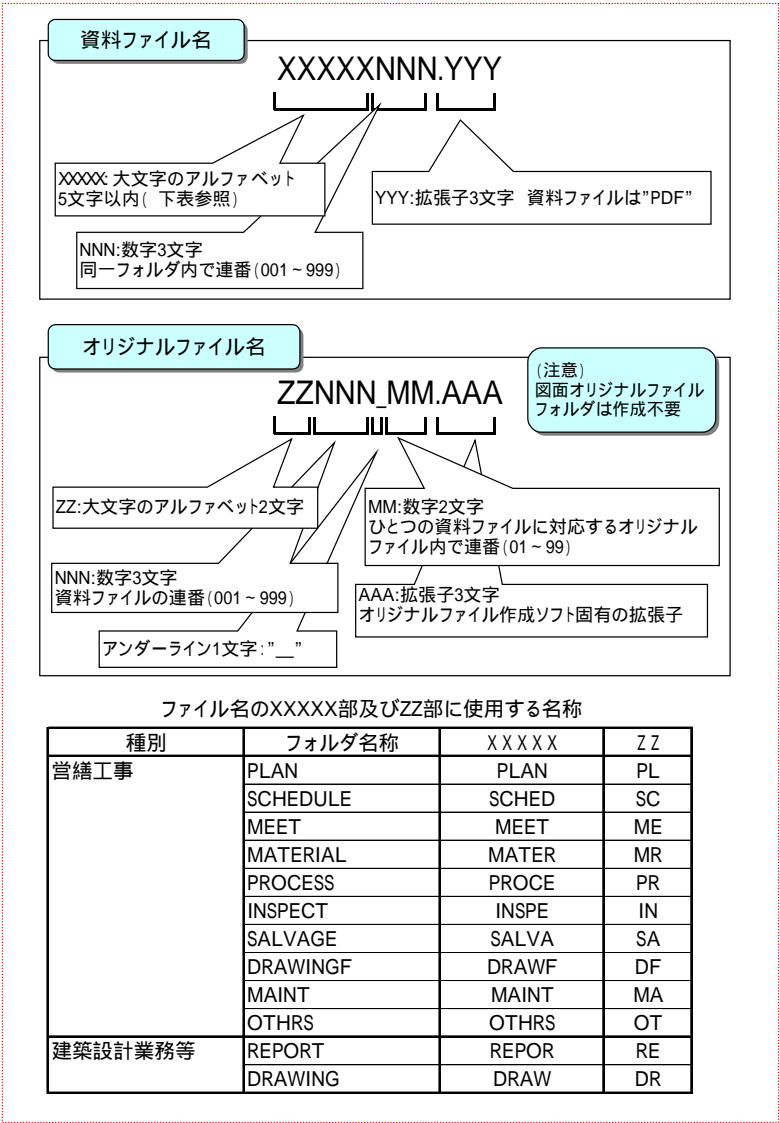 資料ファイル名
XXXXXNNN.YYY
XXXXX:大文字のアルファベット
5文字以内( 下表参照)
YYY:拡張子3文字 資料ファイルは”PDF”
NNN:数字3文字
同一フォルダ内で連番(001~999)
オリジナルファイル名
(注意)
図面オリジナルファイル
フォルダは作成不要
ZZNNN_MM.AAA
ZZ:大文字のアルファベット2文字
MM:数字2文字
ひとつの資料ファイルに対応するオリジナル
ファイル内で連番(01~99)
NNN:数字3文字
資料ファイルの連番(001~999)
AAA:拡張子3文字
オリジナルファイル作成ソフト固有の拡張子
アンダーライン1文字:”__”
ファイル名のXXXXX部及びZZ部に使用する名称
種別 フォルダ名称 XXXXX ZZ
営繕工事 PLAN PLAN PL
SCHEDULE SCHED SC
MEET MEET ME
MATERIAL MATER MR
PROCESS PROCE PR
INSPECT INSPE IN
SALVAGE SALVA SA
DRAWINGF DRAWF DF
MAINT MAINT MA
OTHRS OTHRS OT
建築設計業務等 REPORT REPOR RE
DRAWING DRAW DR